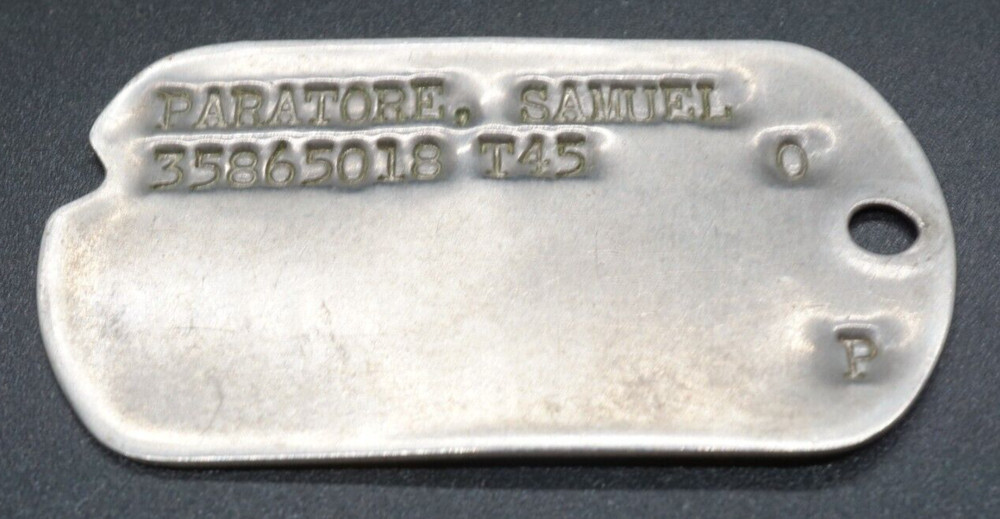 PARATORE, SAMUEL
35865018 T45 O
P